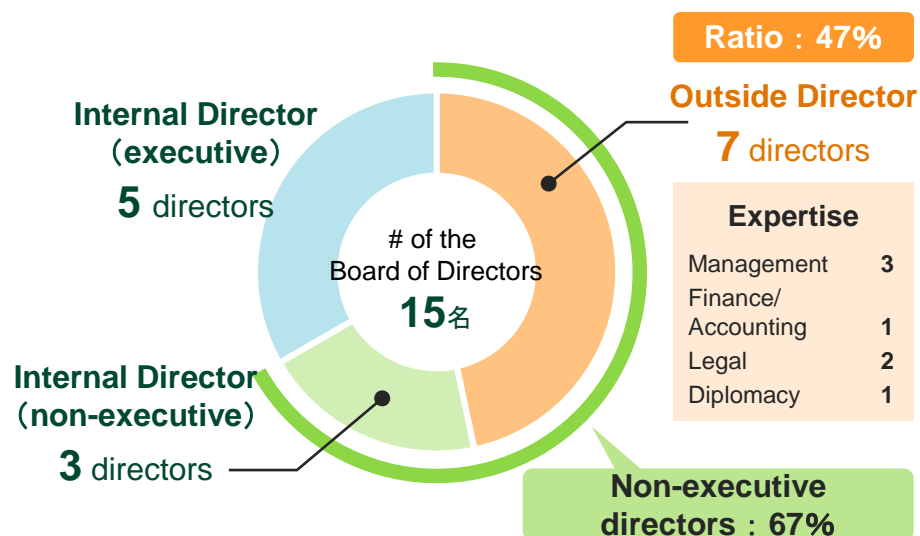 Ratio：47%
Outside Director
7 directors
Internal Director
（executive）
5 directors
Expertise
Management 3
Finance/
Accounting 1
Legal 2
Diplomacy 1
# of the
Board of Directors
15名
Internal Director
（non-executive）
3 directors
Non-executive
directors：67%